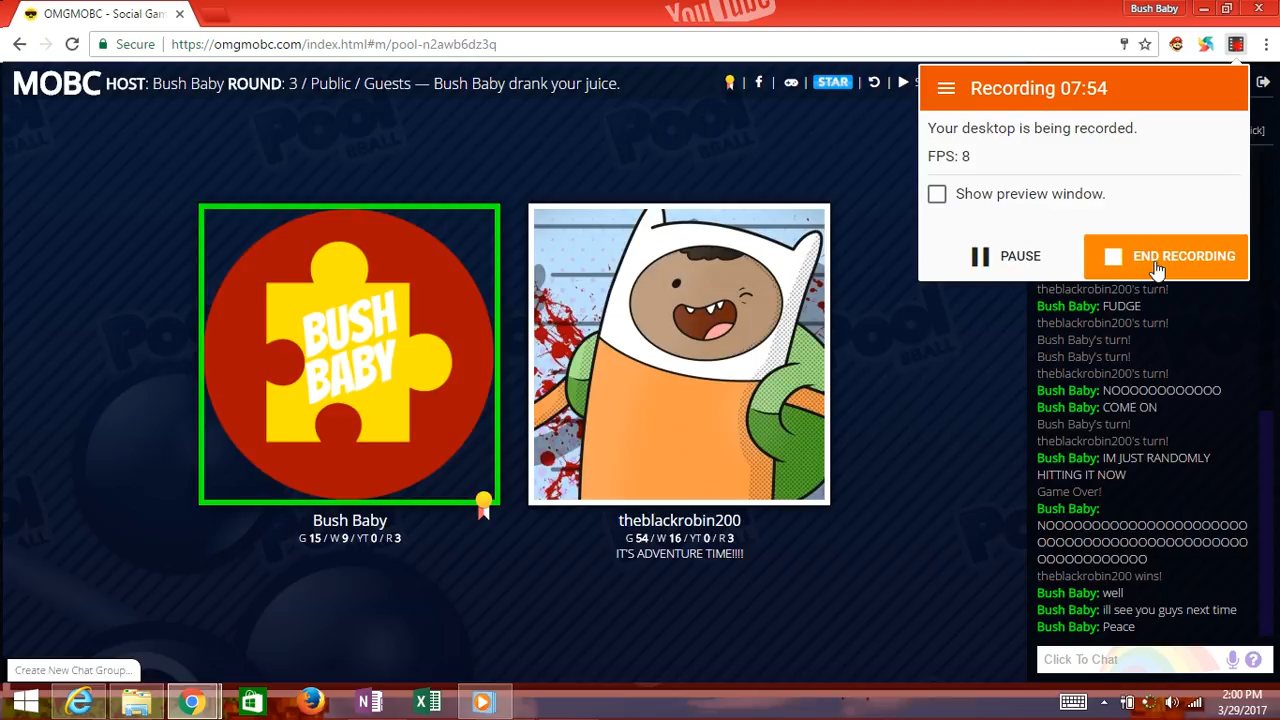 OMGMOBC - Social Gam
YouTube
Bush Baby
Secure
https://omgmobc.com/index.html#m/pool-n2awb6dz3q
MOBC HOST: Bush Baby ROUND: 3 / Public / Guests — Bush Baby drank your juice.
STAR
Recording 07:54
Your desktop is being recorded.
FPS: 8
Show preview window.
PAUSE
END RECORDING
BUSH
BABY
Bush Baby
G 15 / W 9 / YT 0 / R 3
theblackrobin200
G 54 / W 16 / YT 0 / R 3
IT'S ADVENTURE TIME!!!!
theblackrobin200's turn!
Bush Baby: FUDGE
theblackrobin200's turn!
Bush Baby's turn!
Bush Baby's turn!
theblackrobin200's turn!
Bush Baby: NOOOOOOOOOOOO
Bush Baby: COME ON
Bush Baby's turn!
theblackrobin200's turn!
Bush Baby: IM JUST RANDOMLY
HITTING IT NOW
Game Over!
Bush Baby:
NOOOOOOOOOOOOOOOOOOOOO
OOOOOOOOOOOOOOOOOOOOOO
OOOOOOOOOOOO
theblackrobin200 wins!
Bush Baby: well
Bush Baby: ill see you guys next time
Bush Baby: Peace
Click To Chat
Create New Chat Group...
2:00 PM
3/29/2017